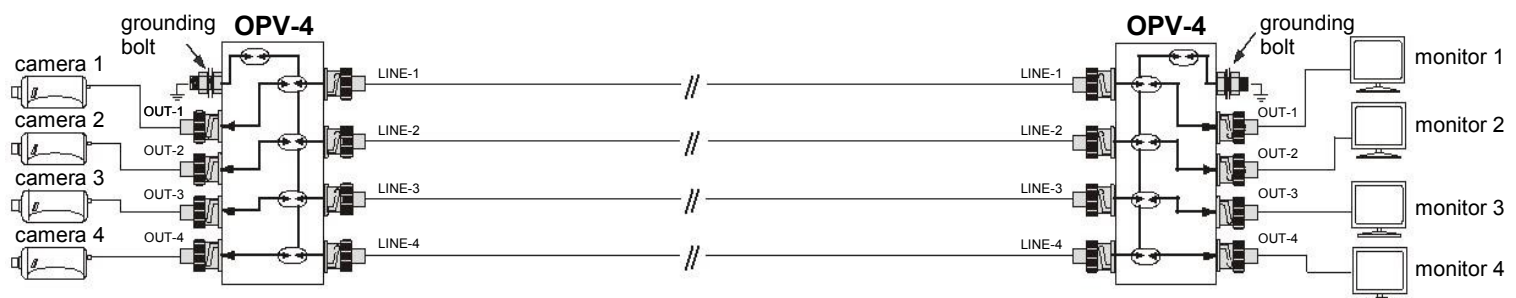 OPV-4
grounding
bolt
camera 1
OUT-1
LINE-1
camera 2
OUT-2
LINE-2
camera 3
OUT-3
LINE-3
camera 4
OUT-4
LINE-4
OPV-4
grounding
bolt
LINE-1
OUT-1
monitor 1
LINE-2
OUT-2
monitor 2
LINE-3
OUT-3
monitor 3
LINE-4
OUT-4
monitor 4